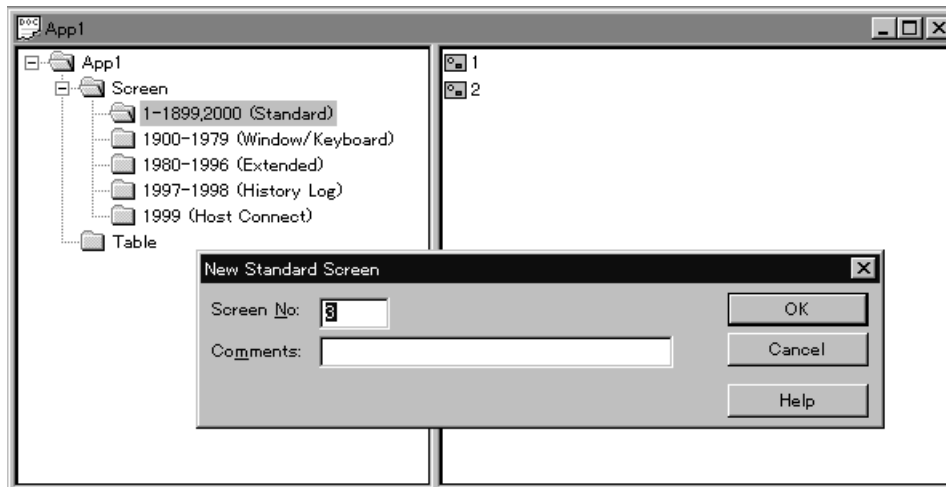 DOC App1
App1
Screen
1-1899,2000 (Standard)
1900-1979 (Window/Keyboard)
1980-1996 (Extended)
1997-1998 (History Log)
1999 (Host Connect)
Table
1
2
New Standard Screen
Screen No:
3
OK
Comments:
Cancel
Help